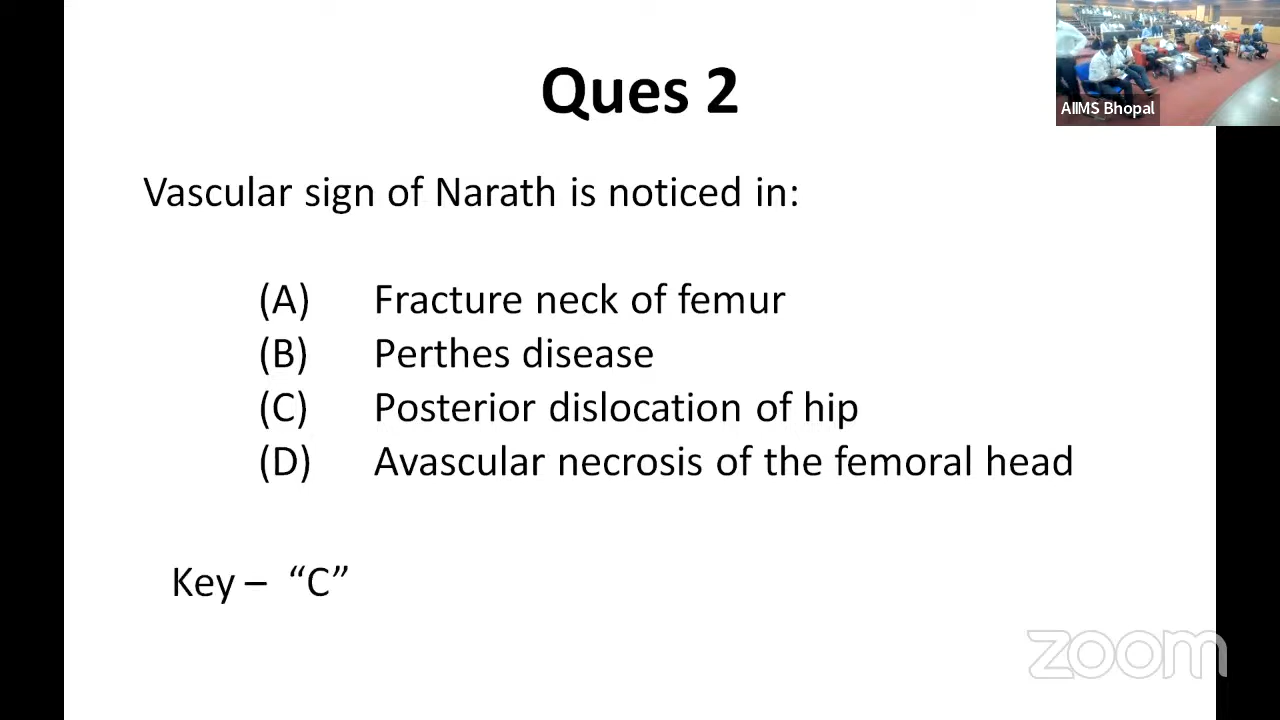 Ques 2
AIIMS Bhopal
Vascular sign of Narath is noticed in:
(A) Fracture neck of femur
(B) Perthes disease
(C) Posterior dislocation of hip
(D) Avascular necrosis of the femoral head
Key – “C”
zoom